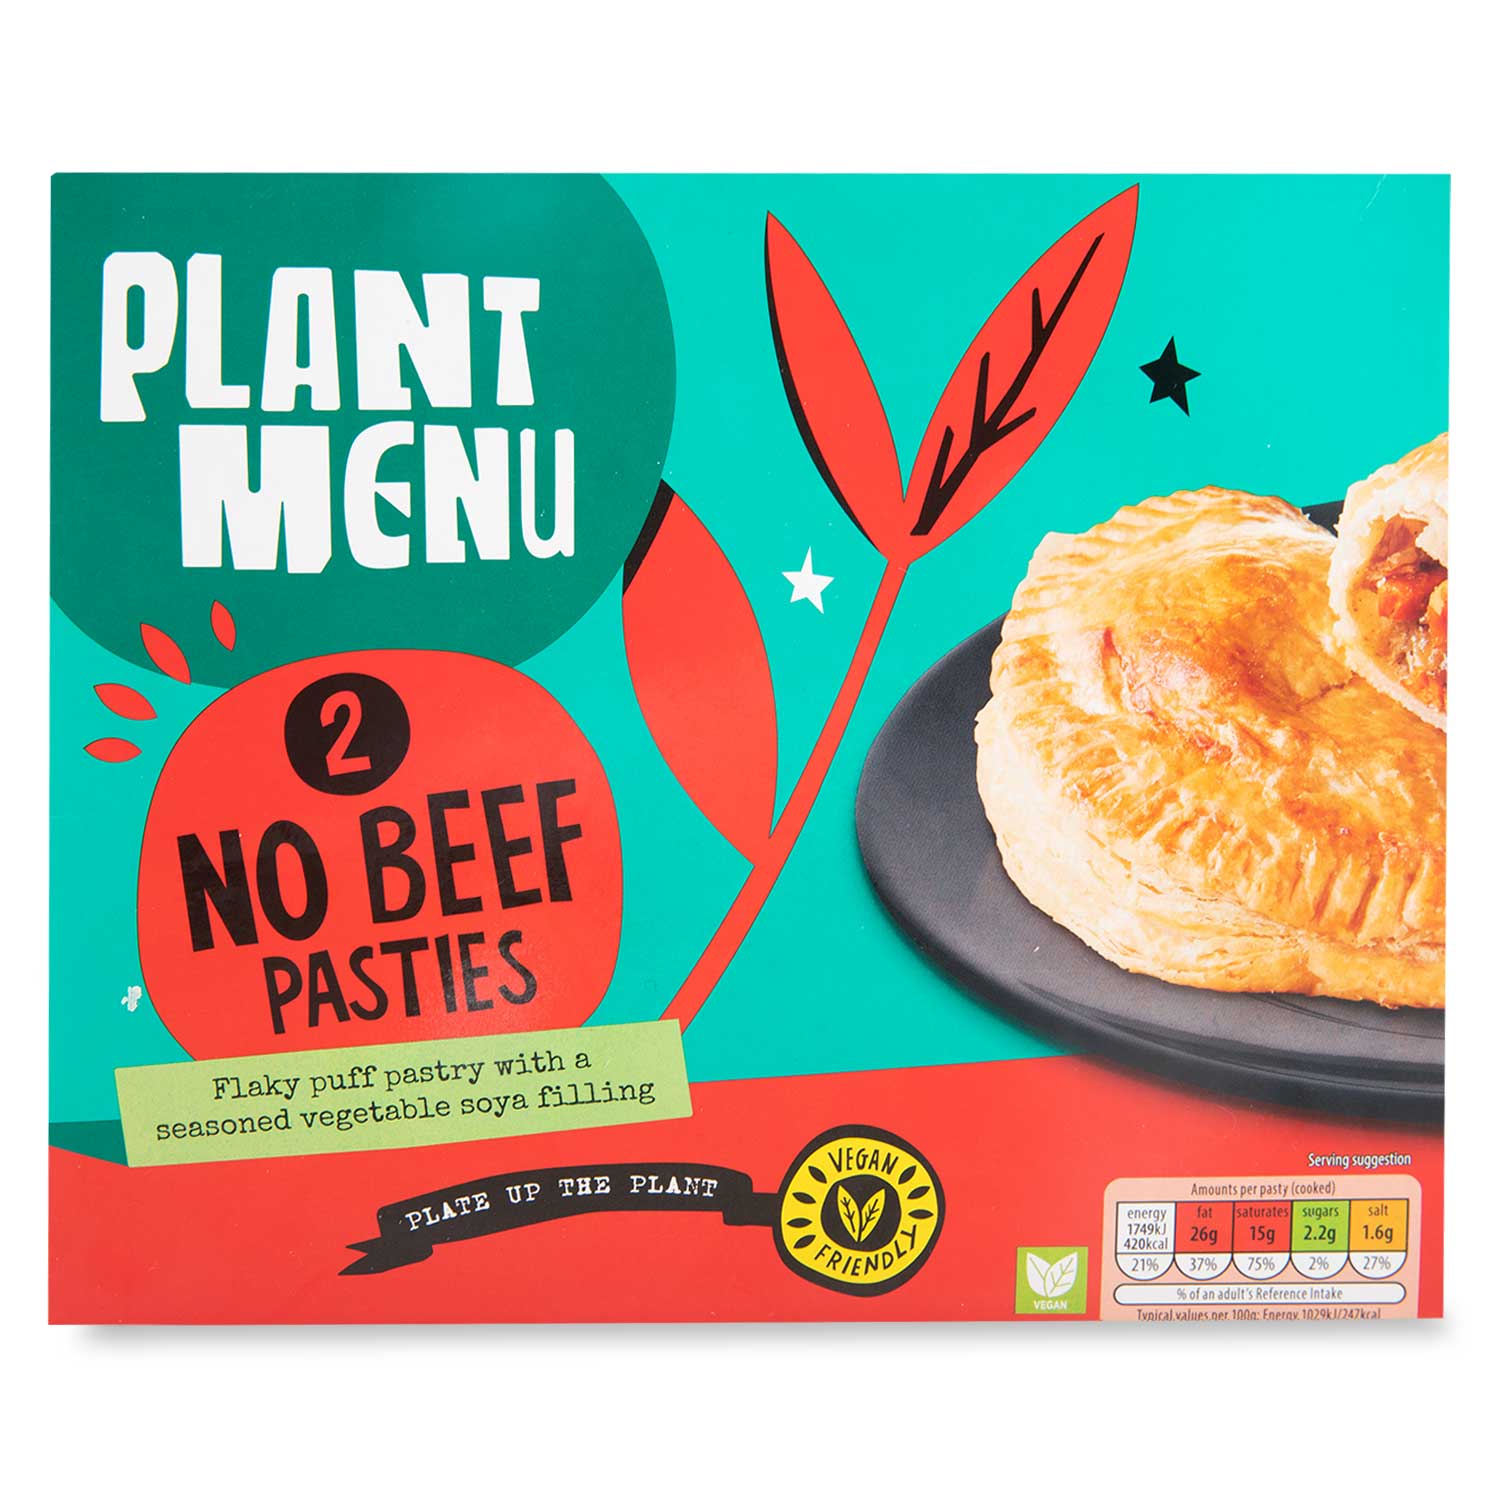 PLANT
MENU
2
NO BEEF
PASTIES
Flaky puff pastry with a
seasoned vegetable soya filling
PLATE UP THE PLANT
VEGAN
FRIENDLY
VEGAN
Serving suggestion
Amounts per pasty (cooked)
energy fat saturates sugars salt
1749kJ 26g 15g 2.2g 1.6g
420kcal
21% 37% 75% 2% 27%
% of an adult's Reference Intake
Typical values per 100g: Energy 1029kJ/247kcal